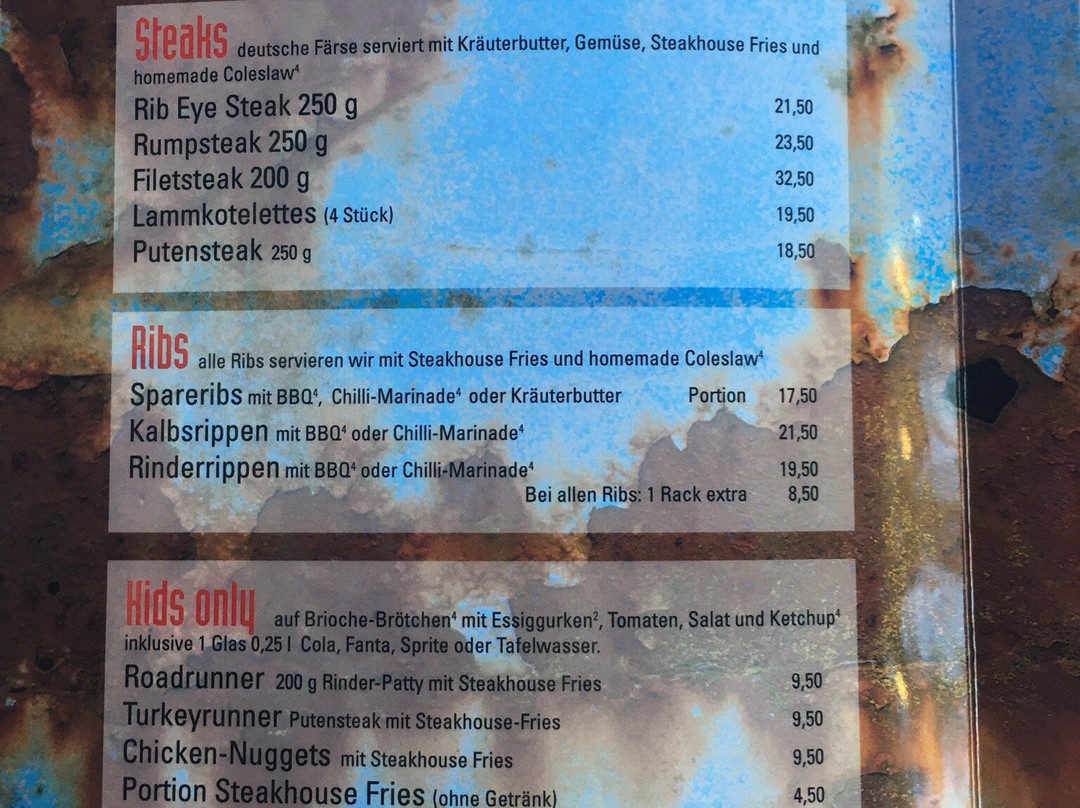 Steaks deutsche Färse serviert mit Kräuterbutter, Gemüse, Steakhouse Fries und
homemade Coleslaw⁴
Rib Eye Steak 250 g 21,50
Rumpsteak 250 g 23,50
Filetsteak 200 g 32,50
Lammkotelettes (4 Stück) 19,50
Putensteak 250 g 18,50
Ribs alle Ribs servieren wir mit Steakhouse Fries und homemade Coleslaw⁴
Spareribs mit BBQ⁴, Chilli-Marinade⁴ oder Kräuterbutter Portion 17,50
Kalbsrippen mit BBQ⁴ oder Chilli-Marinade⁴ 21,50
Rinderrippen mit BBQ⁴ oder Chilli-Marinade⁴ 19,50
Bei allen Ribs: 1 Rack extra 8,50
Kids only auf Brioche-Brötchen⁴ mit Essiggurken², Tomaten, Salat und Ketchup⁴
inklusive 1 Glas 0,25 l Cola, Fanta, Sprite oder Tafelwasser.
Roadrunner 200 g Rinder-Patty mit Steakhouse Fries 9,50
Turkeyrunner Putensteak mit Steakhouse-Fries 9,50
Chicken-Nuggets mit Steakhouse Fries 9,50
Portion Steakhouse Fries (ohne Getränk) 4,50